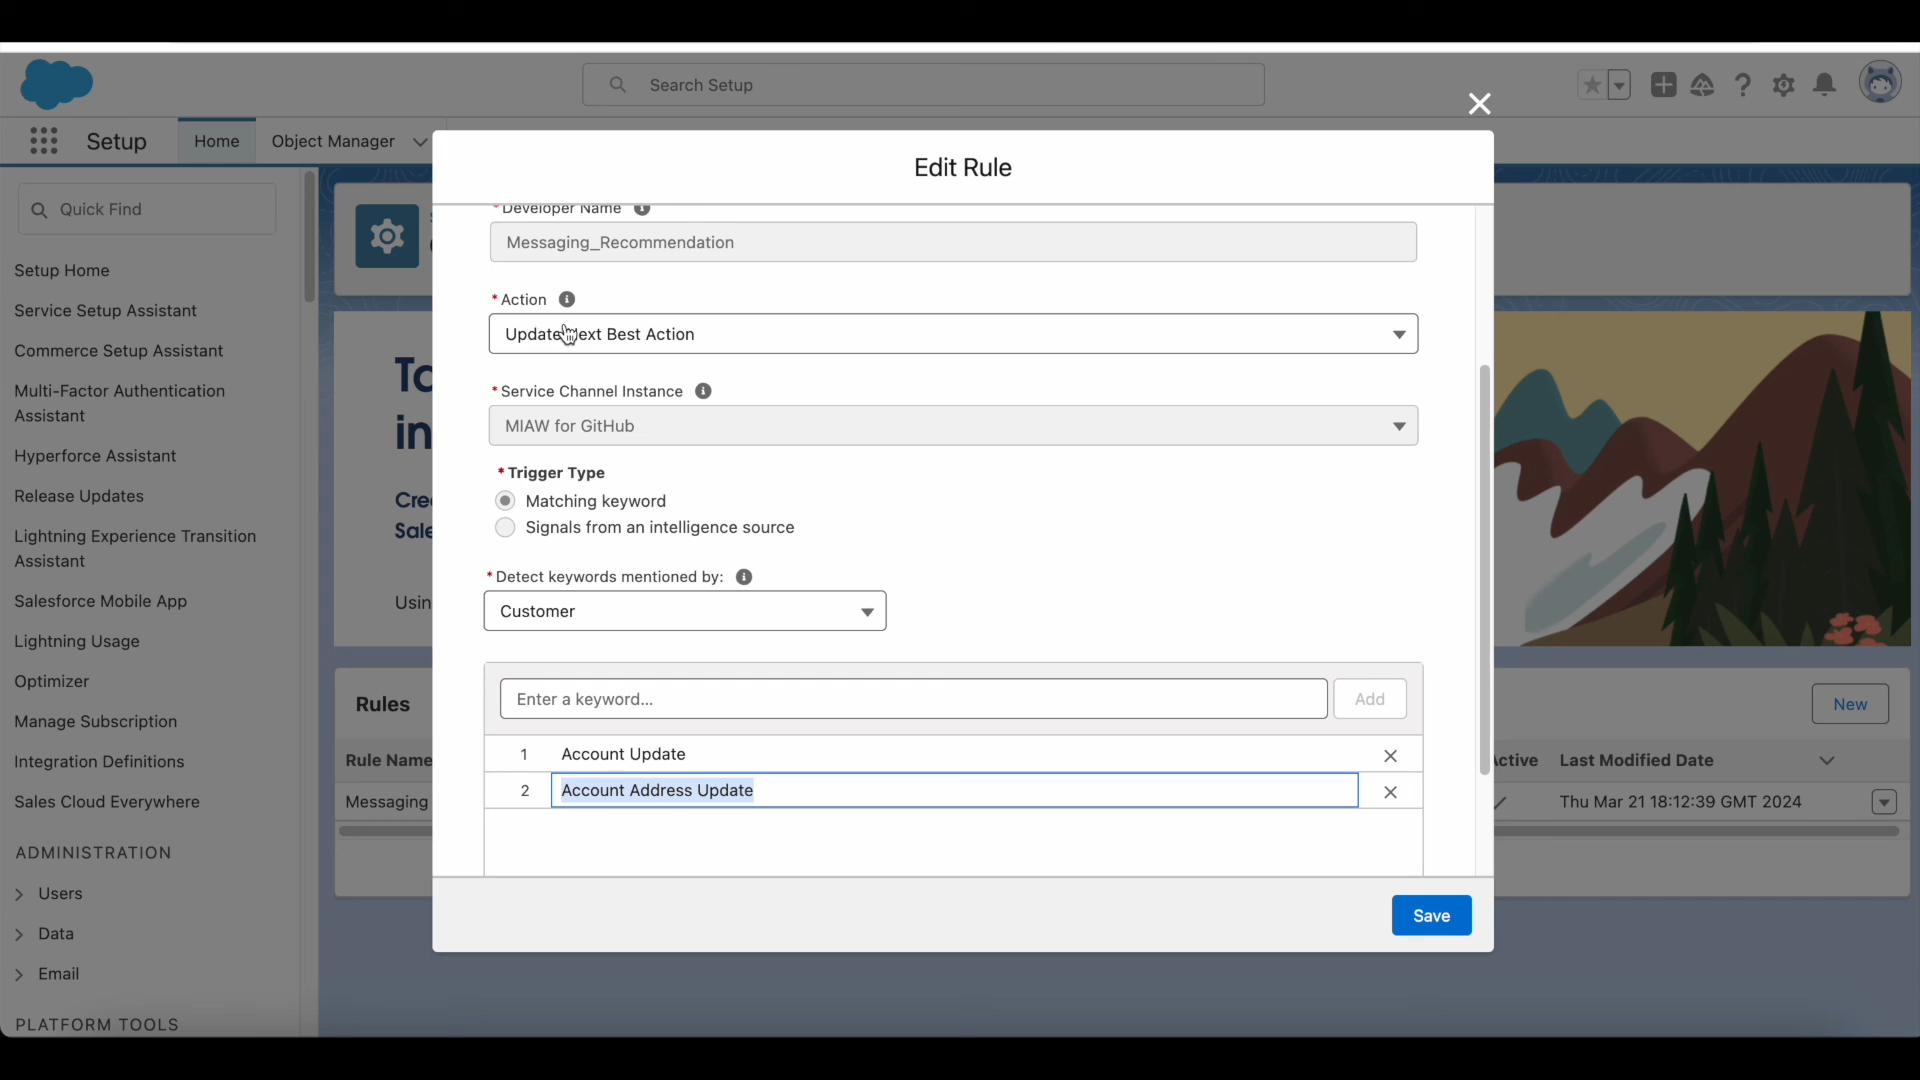 Search Setup
Setup
Home
Object Manager
Edit Rule
Quick Find
Setup Home
Service Setup Assistant
Commerce Setup Assistant
Multi-Factor Authentication
Assistant
Hyperforce Assistant
Release Updates
Lightning Experience Transition
Assistant
Salesforce Mobile App
Lightning Usage
Optimizer
Manage Subscription
Integration Definitions
Sales Cloud Everywhere
ADMINISTRATION
Users
Data
Email
PLATFORM TOOLS
*Developer Name
Messaging_Recommendation
*Action
Update Next Best Action
*Service Channel Instance
MIAW for GitHub
*Trigger Type
Matching keyword
Signals from an intelligence source
*Detect keywords mentioned by:
Customer
Enter a keyword...
Add
1 Account Update
2 Account Address Update
Save
in
Cre
Sale
Usin
Rules
New
Rule Name
ctive
Last Modified Date
Messaging
Thu Mar 21 18:12:39 GMT 2024